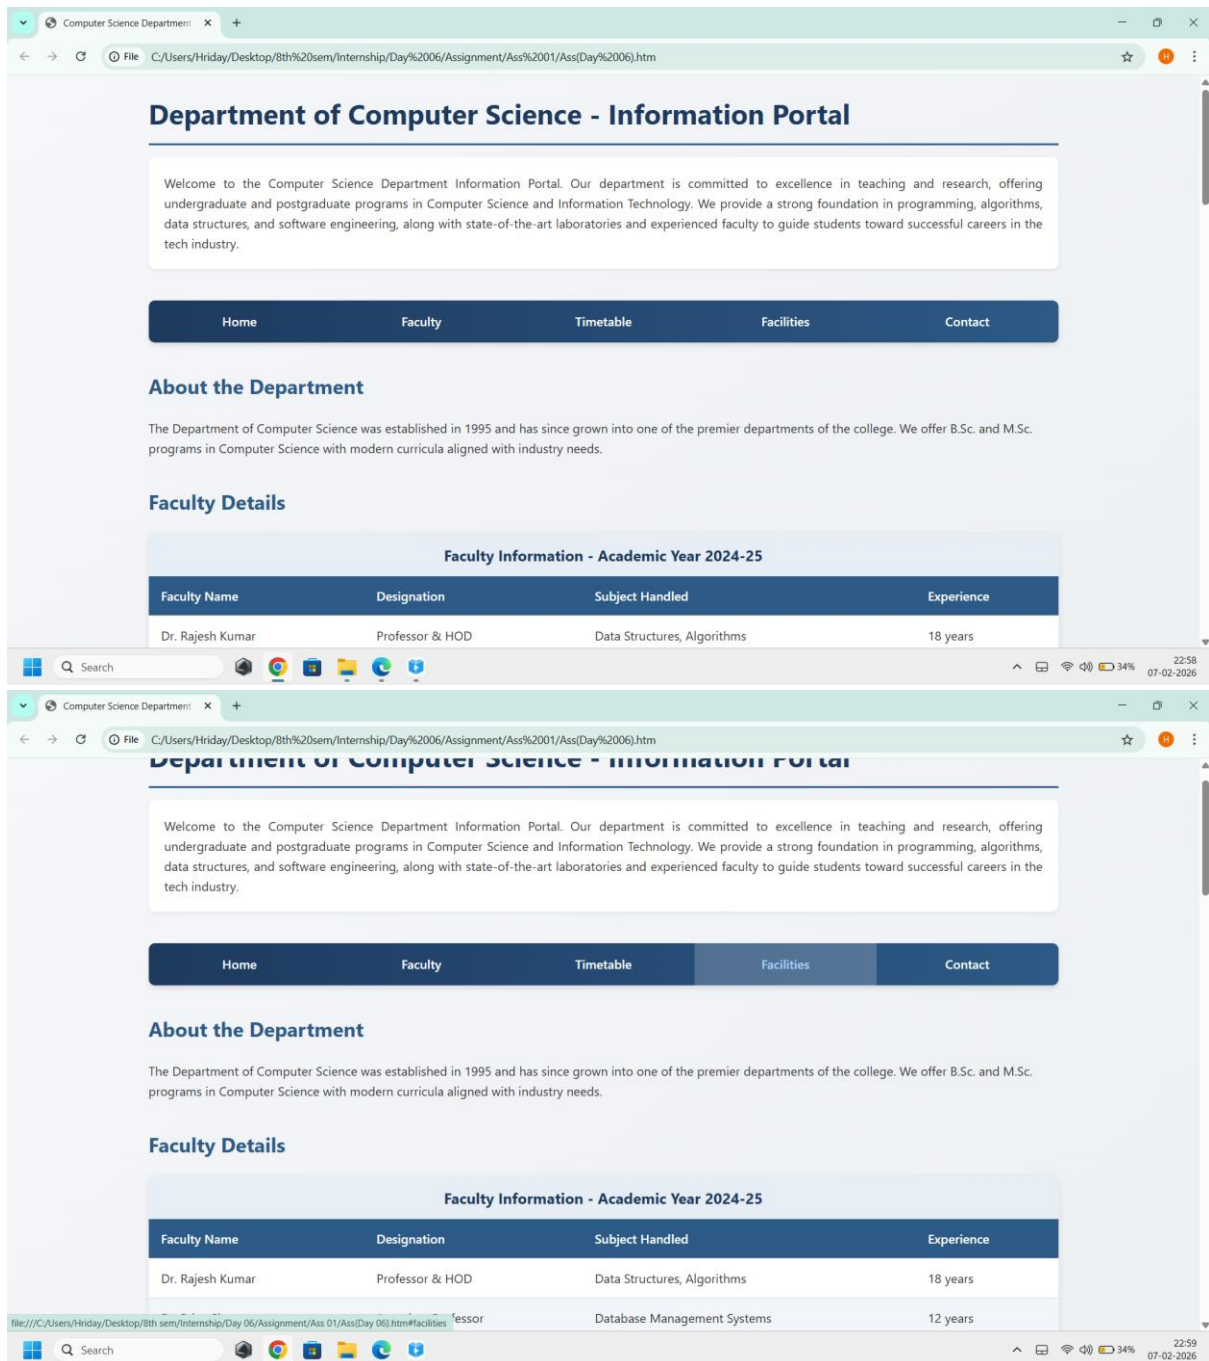 Computer Science Department
File C:/Users/Hriday/Desktop/8th%20sem/Internship/Day%2006/Assignment/Ass%2001/Ass(Day%2006).htm
H
Department of Computer Science - Information Portal
Welcome to the Computer Science Department Information Portal. Our department is committed to excellence in teaching and research, offering
undergraduate and postgraduate programs in Computer Science and Information Technology. We provide a strong foundation in programming, algorithms,
data structures, and software engineering, along with state-of-the-art laboratories and experienced faculty to guide students toward successful careers in the
tech industry.
Home Faculty Timetable Facilities Contact
About the Department
The Department of Computer Science was established in 1995 and has since grown into one of the premier departments of the college. We offer B.Sc. and M.Sc.
programs in Computer Science with modern curricula aligned with industry needs.
Faculty Details
Faculty Information - Academic Year 2024-25
Faculty Name Designation Subject Handled Experience
Dr. Rajesh Kumar Professor & HOD Data Structures, Algorithms 18 years
Search 34% 22:58
07-02-2026
Computer Science Department
File C:/Users/Hriday/Desktop/8th%20sem/Internship/Day%2006/Assignment/Ass%2001/Ass(Day%2006).htm
H
Department of Computer Science - Information Portal
Welcome to the Computer Science Department Information Portal. Our department is committed to excellence in teaching and research, offering
undergraduate and postgraduate programs in Computer Science and Information Technology. We provide a strong foundation in programming, algorithms,
data structures, and software engineering, along with state-of-the-art laboratories and experienced faculty to guide students toward successful careers in the
tech industry.
Home Faculty Timetable Facilities Contact
About the Department
The Department of Computer Science was established in 1995 and has since grown into one of the premier departments of the college. We offer B.Sc. and M.Sc.
programs in Computer Science with modern curricula aligned with industry needs.
Faculty Details
Faculty Information - Academic Year 2024-25
Faculty Name Designation Subject Handled Experience
Dr. Rajesh Kumar Professor & HOD Data Structures, Algorithms 18 years
Database Management Systems 12 years
file:///C:/Users/Hriday/Desktop/8th sem/Internship/Day 06/Assignment/Ass 01/Ass(Day 06).htm#facilities
Search 34% 22:59
07-02-2026